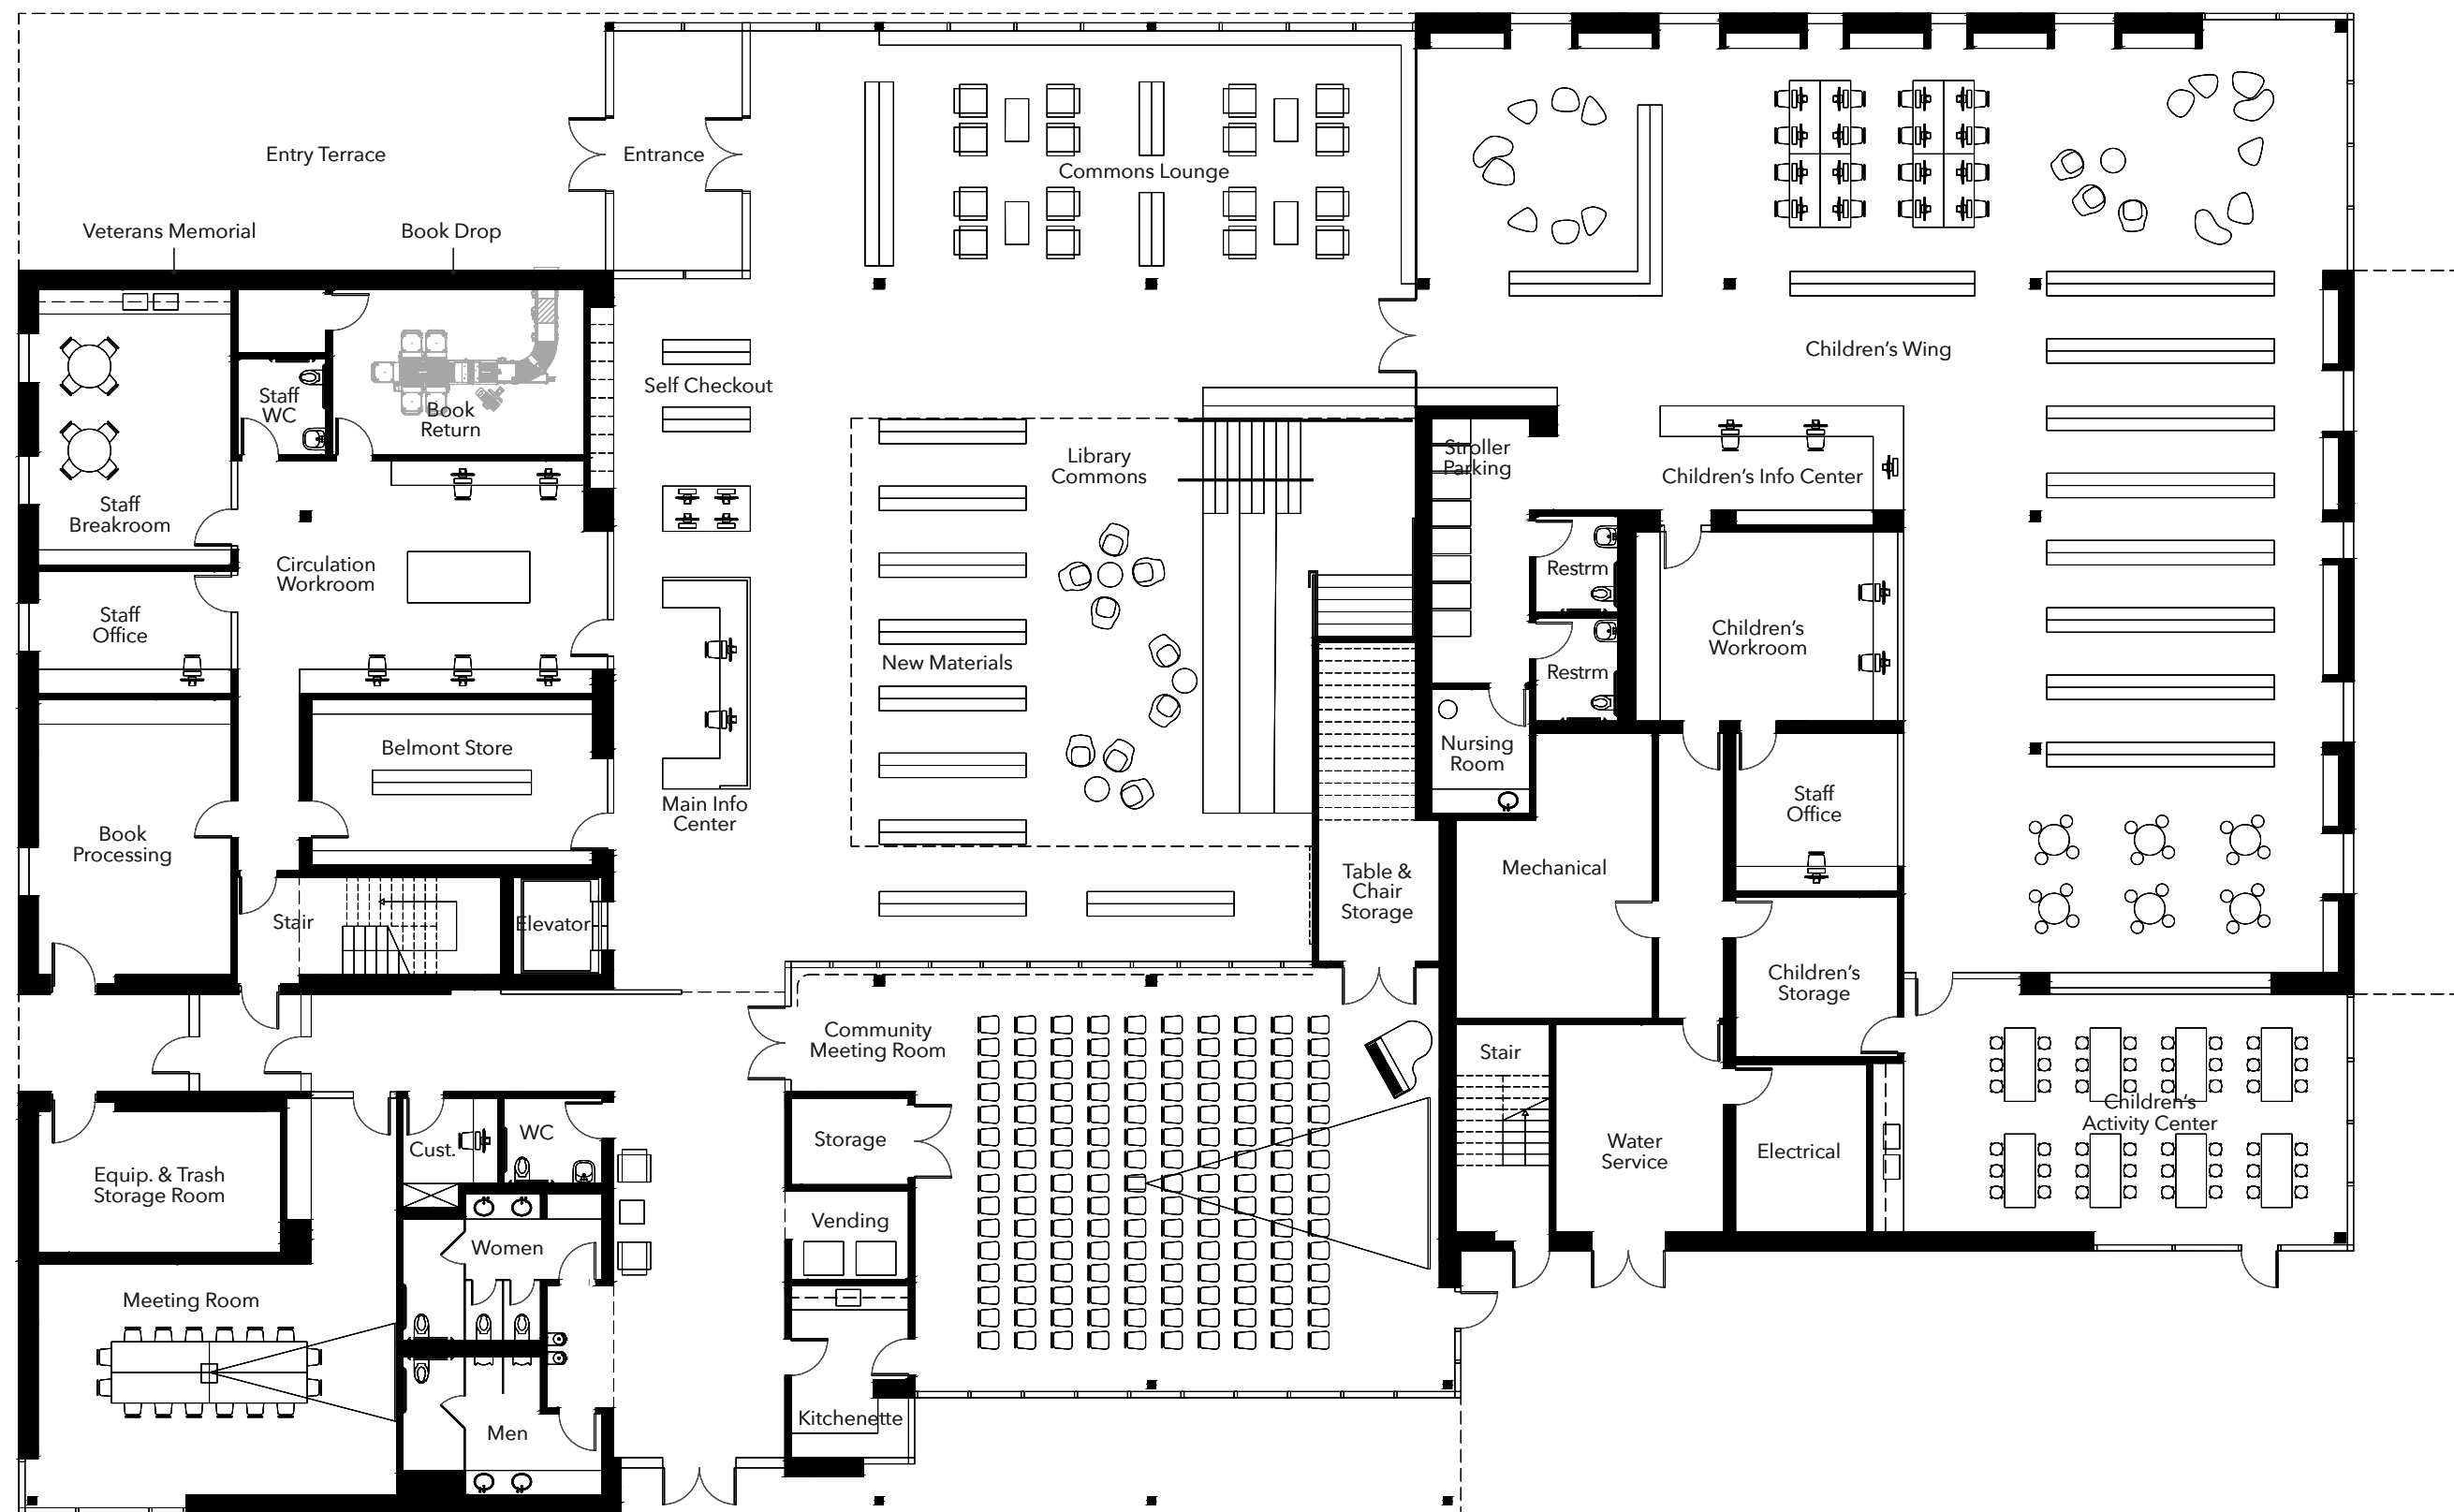 Entry Terrace
Entrance
Commons Lounge
Veterans Memorial
Book Drop
Children's Wing
Self Checkout
Staff
WC
Book
Return
Library
Commons
Stroller
Parking
Children's Info Center
Staff
Breakroom
Circulation
Workroom
Restrm
Staff
Office
Children's
Workroom
New Materials
Restrm
Belmont Store
Nursing
Room
Main Info
Center
Staff
Office
Book
Processing
Mechanical
Table &
Chair
Storage
Stair
Elevator
Children's
Storage
Community
Meeting Room
Stair
Children's
Activity Center
Cust.
WC
Storage
Water
Service
Electrical
Equip. & Trash
Storage Room
Vending
Women
Meeting Room
Kitchenette
Men